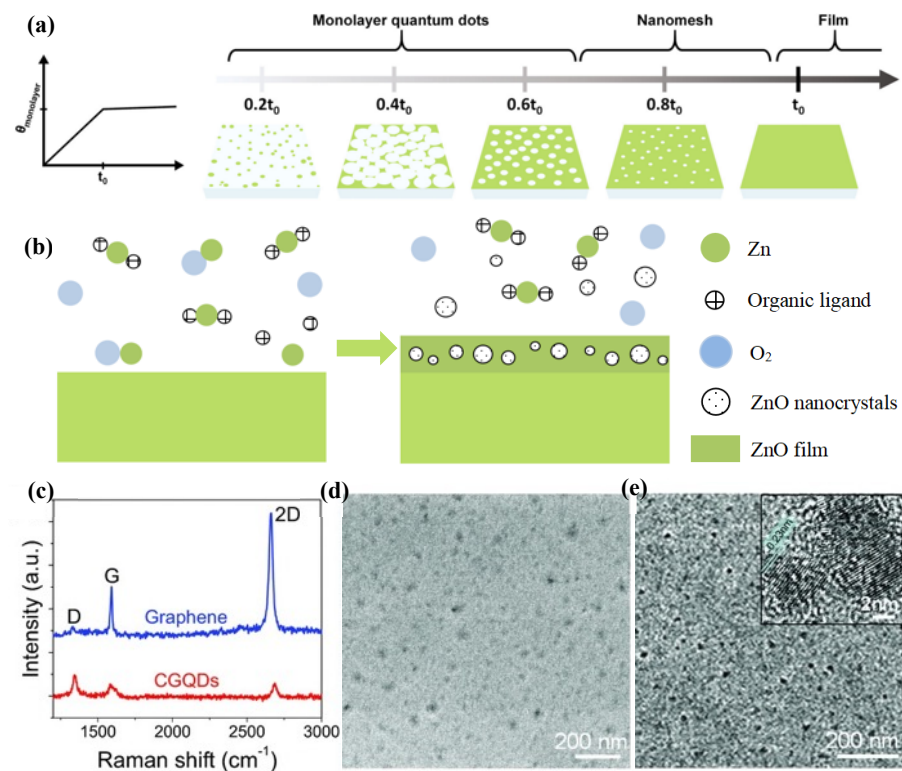 (a)
Monolayer quantum dots
Nanomesh
Film
θmonolayer
t0
0.2t0
0.4t0
0.6t0
0.8t0
t0
(b)
Zn
Organic ligand
O2
ZnO nanocrystals
ZnO film
(c)
Intensity (a.u.)
D
G
2D
Graphene
CGQDs
1500
2000
2500
3000
Raman shift (cm-1)
(d)
200 nm
(e)
0.23nm
2nm
200 nm